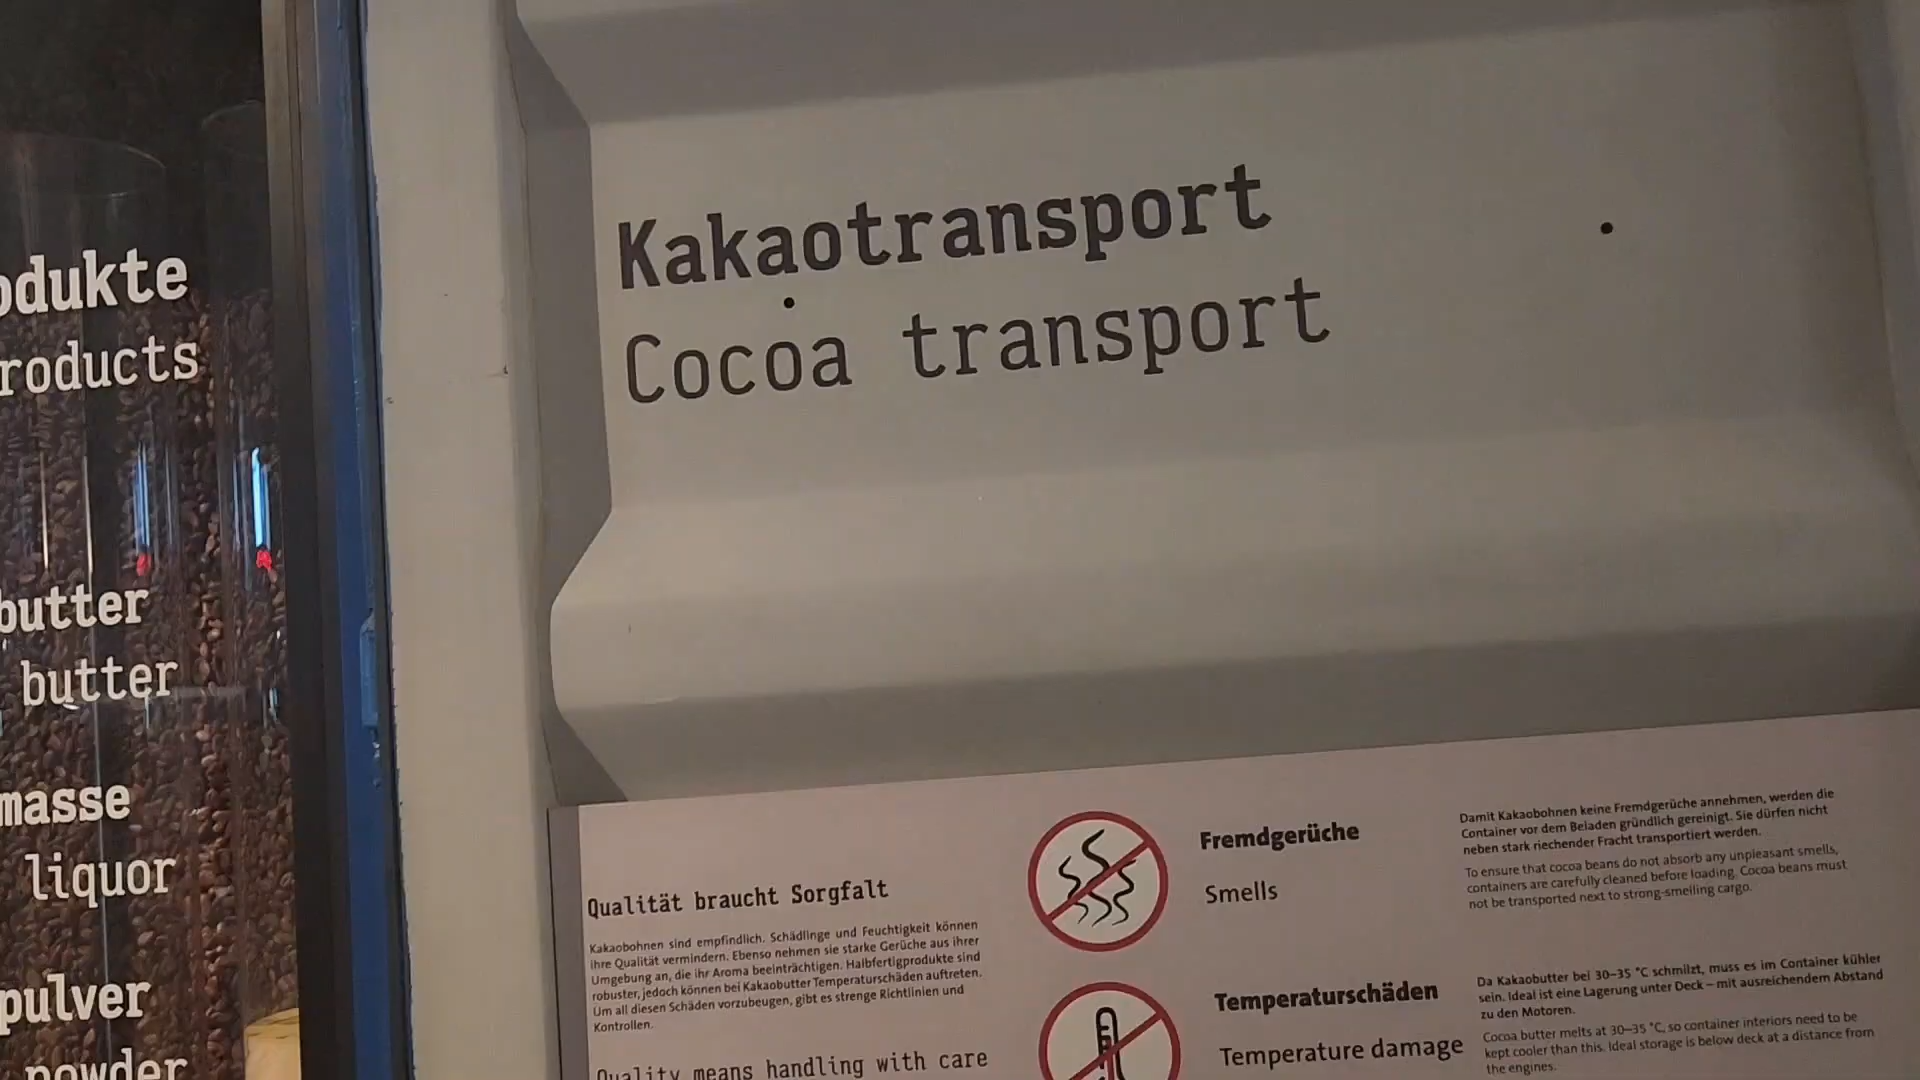 odukte
roducts
butter
butter
masse
liquor
pulver
powder
Kakaotransport
Cocoa transport
Qualität braucht Sorgfalt
Kakaobohnen sind empfindlich. Schädlinge und Feuchtigkeit können
ihre Qualität vermindern. Ebenso nehmen sie starke Gerüche aus ihrer
Umgebung an, die ihr Aroma beeinträchtigen. Halbfertigprodukte sind
robuster, jedoch können bei Kakaobutter Temperaturschäden auftreten.
Um all diesen Schäden vorzubeugen, gibt es strenge Richtlinien und
Kontrollen.
Quality means handling with care
Fremdgerüche
Smells
Damit Kakaobohnen keine Fremdgerüche annehmen, werden die
Container vor dem Beladen gründlich gereinigt. Sie dürfen nicht
neben stark riechender Fracht transportiert werden.
To ensure that cocoa beans do not absorb any unpleasant smells,
containers are carefully cleaned before loading. Cocoa beans must
not be transported next to strong-smelling cargo.
Temperaturschäden
Temperature damage
Da Kakaobutter bei 30–35 °C schmilzt, muss es im Container kühler
sein. Ideal ist eine Lagerung unter Deck – mit ausreichendem Abstand
zu den Motoren.
Cocoa butter melts at 30–35 °C, so container interiors need to be
kept cooler than this. Ideal storage is below deck at a distance from
the engines.